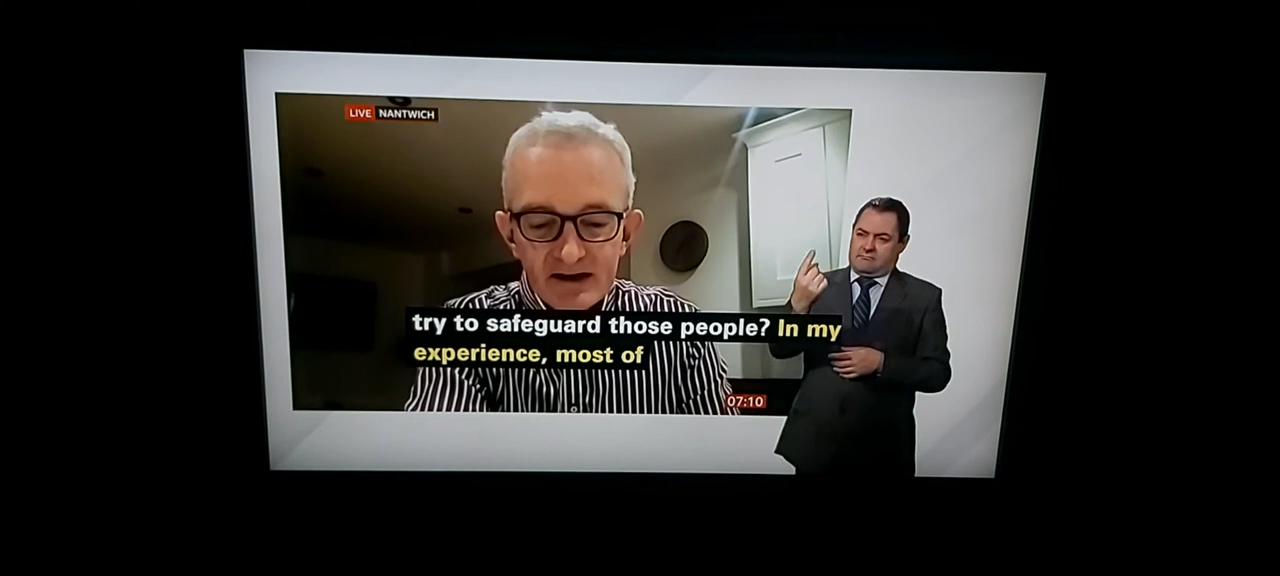 LIVE NANTWICH
try to safeguard those people? In my
experience, most of
07:10